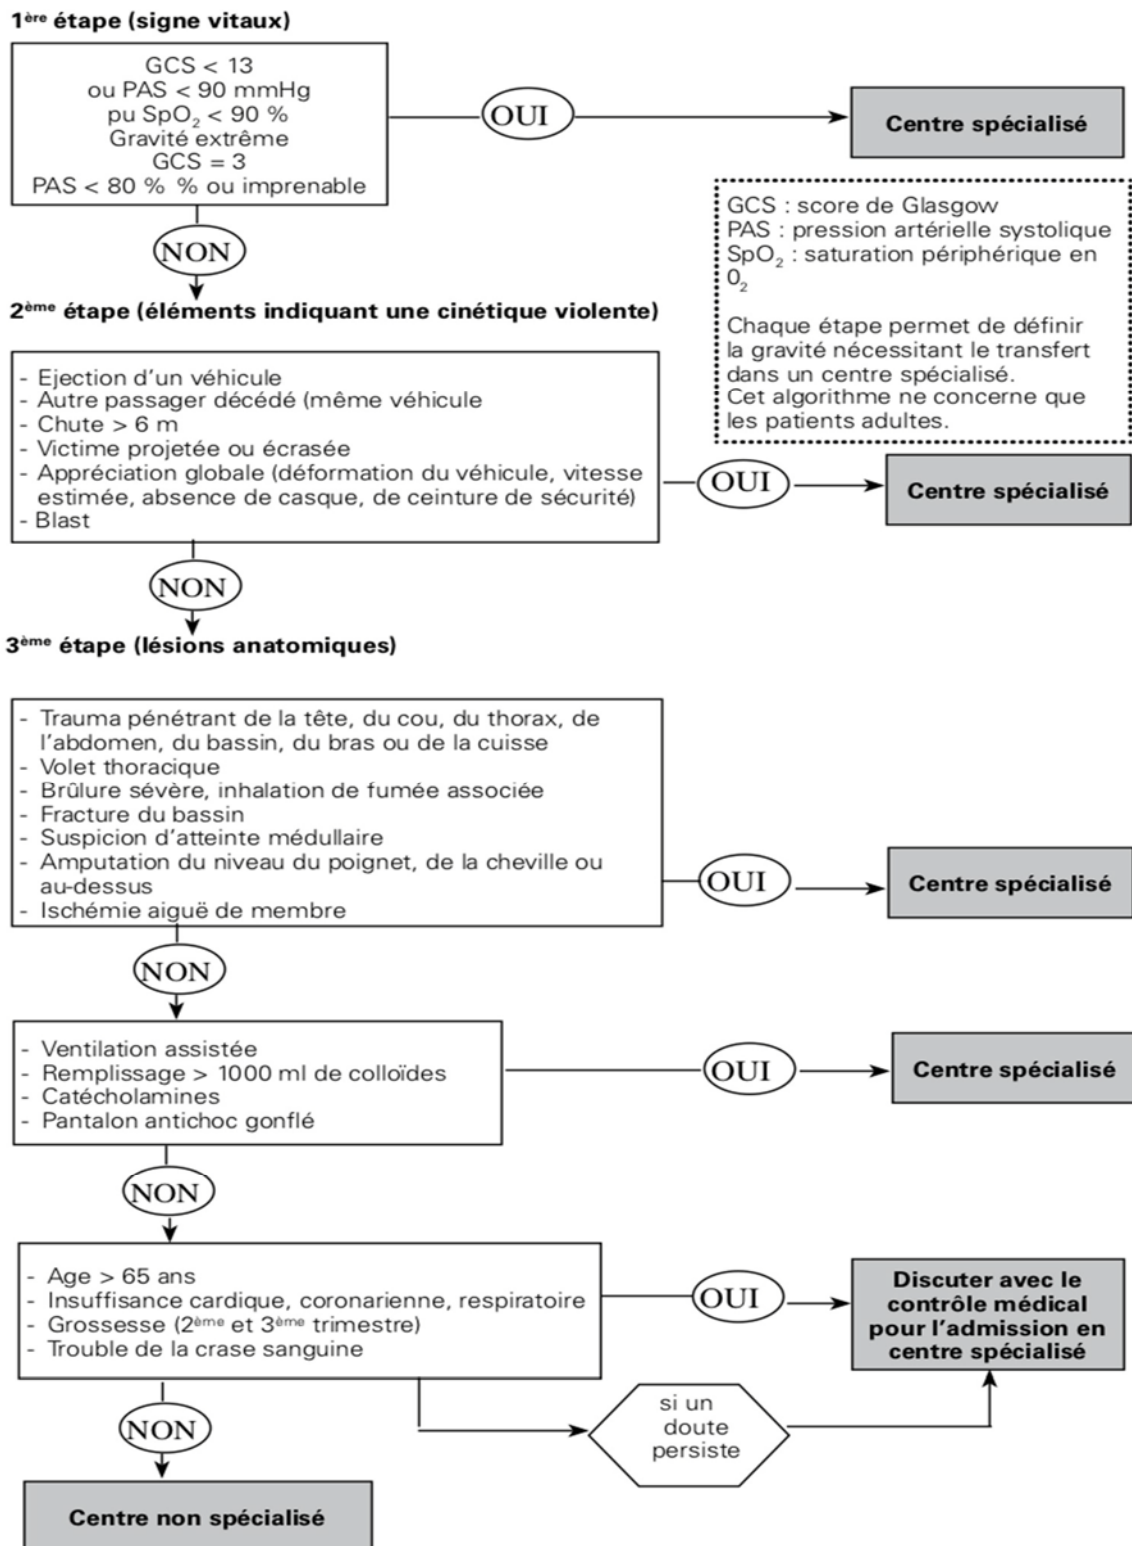 1ère étape (signe vitaux)
GCS < 13
ou PAS < 90 mmHg
pu SpO₂ < 90 %
Gravité extrême
GCS = 3
PAS < 80 % % ou imprenable
OUI
Centre spécialisé
GCS : score de Glasgow
PAS : pression artérielle systolique
SpO₂ : saturation périphérique en
0₂
Chaque étape permet de définir
la gravité nécessitant le transfert
dans un centre spécialisé.
Cet algorithme ne concerne que
les patients adultes.
NON
2ème étape (éléments indiquant une cinétique violente)
- Ejection d'un véhicule
- Autre passager décédé (même véhicule
- Chute > 6 m
- Victime projetée ou écrasée
- Appréciation globale (déformation du véhicule, vitesse
estimée, absence de casque, de ceinture de sécurité)
- Blast
OUI
Centre spécialisé
NON
3ème étape (lésions anatomiques)
- Trauma pénétrant de la tête, du cou, du thorax, de
l'abdomen, du bassin, du bras ou de la cuisse
- Volet thoracique
- Brûlure sévère, inhalation de fumée associée
- Fracture du bassin
- Suspicion d'atteinte médullaire
- Amputation du niveau du poignet, de la cheville ou
au-dessus
- Ischémie aiguë de membre
OUI
Centre spécialisé
NON
- Ventilation assistée
- Remplissage > 1000 ml de colloïdes
- Catécholamines
- Pantalon antichoc gonflé
OUI
Centre spécialisé
NON
- Age > 65 ans
- Insuffisance cardique, coronarienne, respiratoire
- Grossesse (2ème et 3ème trimestre)
- Trouble de la crase sanguine
OUI
Discuter avec le
contrôle médical
pour l'admission en
centre spécialisé
si un
doute
persiste
NON
Centre non spécialisé